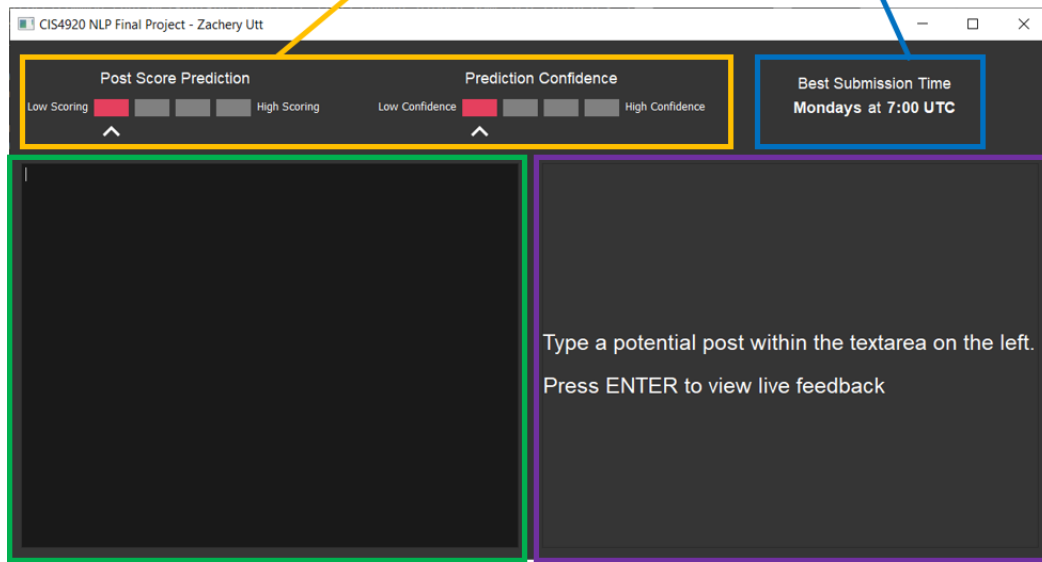 CIS4920 NLP Final Project - Zachery Utt
Post Score Prediction
Low Scoring High Scoring
Prediction Confidence
Low Confidence High Confidence
Best Submission Time
Mondays at 7:00 UTC
Type a potential post within the textarea on the left.
Press ENTER to view live feedback